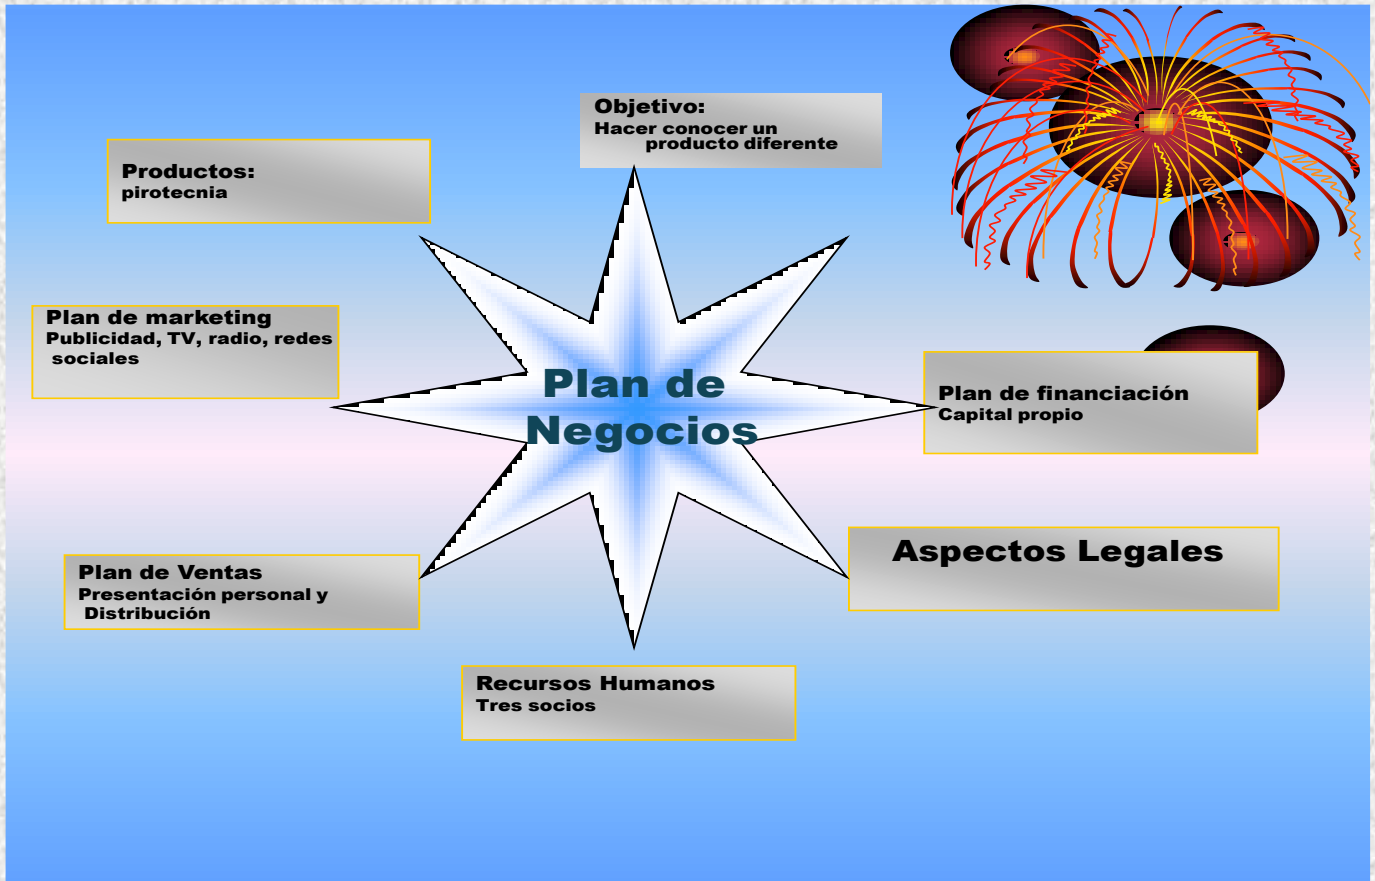 Objetivo:
Hacer conocer un
producto diferente
Productos:
pirotecnia
Plan de marketing
Publicidad, TV, radio, redes
sociales
Plan de
Negocios
Plan de financiación
Capital propio
Aspectos Legales
Plan de Ventas
Presentación personal y
Distribución
Recursos Humanos
Tres socios